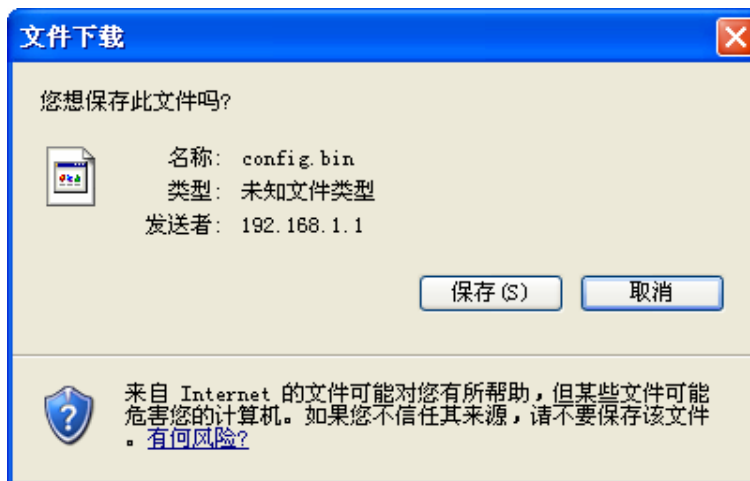 文件下载
您想保存此文件吗?
名称: config.bin
类型: 未知文件类型
发送者: 192.168.1.1
保存(S) 取消
来自 Internet 的文件可能对您有所帮助，但某些文件可能
危害您的计算机。如果您不信任其来源，请不要保存该文件
。有何风险?